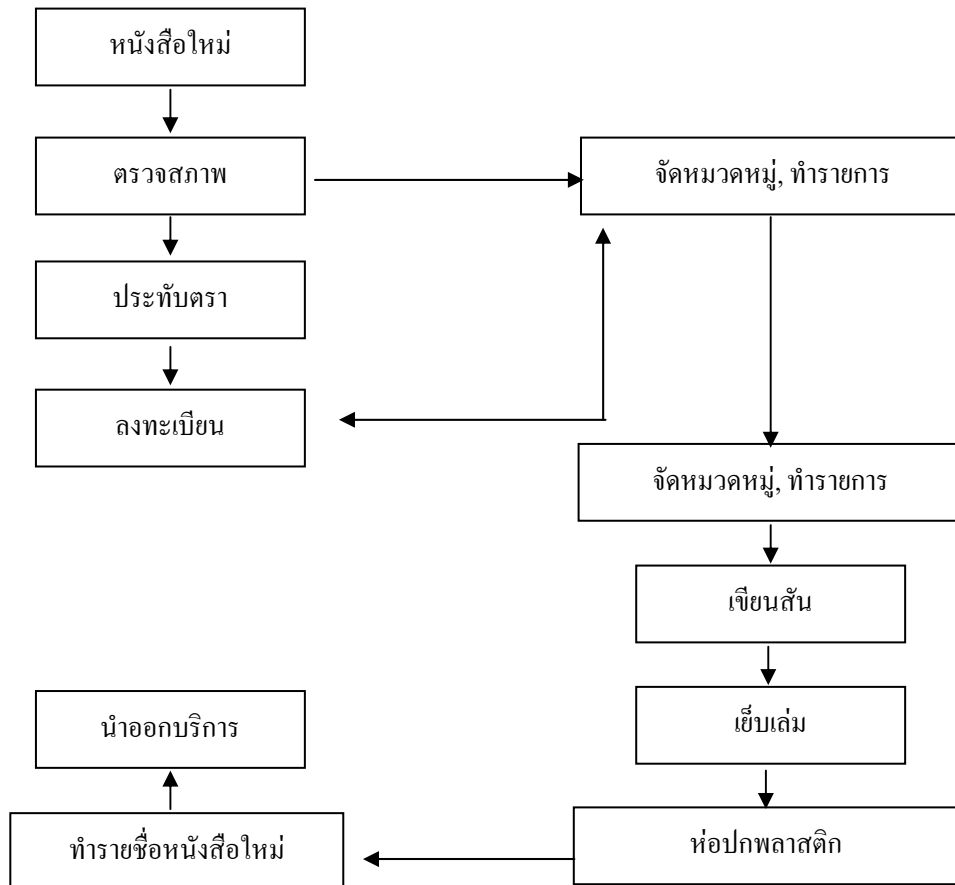 หนังสือใหม่
ตรวจสภาพ
จัดหมวดหมู่, ทำรายการ
ประทับตรา
ลงทะเบียน
จัดหมวดหมู่, ทำรายการ
เขียนสัน
เย็บเล่ม
นำออกบริการ
ห่อปกพลาสติก
ทำรายชื่อหนังสือใหม่